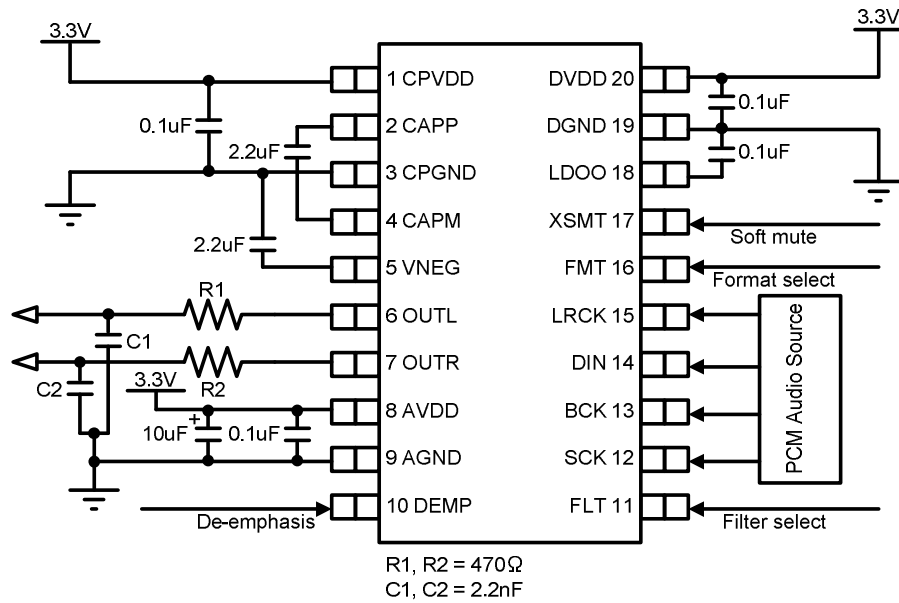 3.3V
3.3V
1 CPVDD
DVDD 20
0.1uF
0.1uF
2 CAPP
DGND 19
2.2uF
0.1uF
3 CPGND
LDOO 18
4 CAPM
XSMT 17
Soft mute
2.2uF
5 VNEG
FMT 16
Format select
R1
6 OUTL
LRCK 15
C1
7 OUTR
DIN 14
R2
C2
3.3V
8 AVDD
BCK 13
+
10uF
0.1uF
9 AGND
SCK 12
PCM Audio Source
10 DEMP
FLT 11
De-emphasis
Filter select
R1, R2 = 470Ω
C1, C2 = 2.2nF